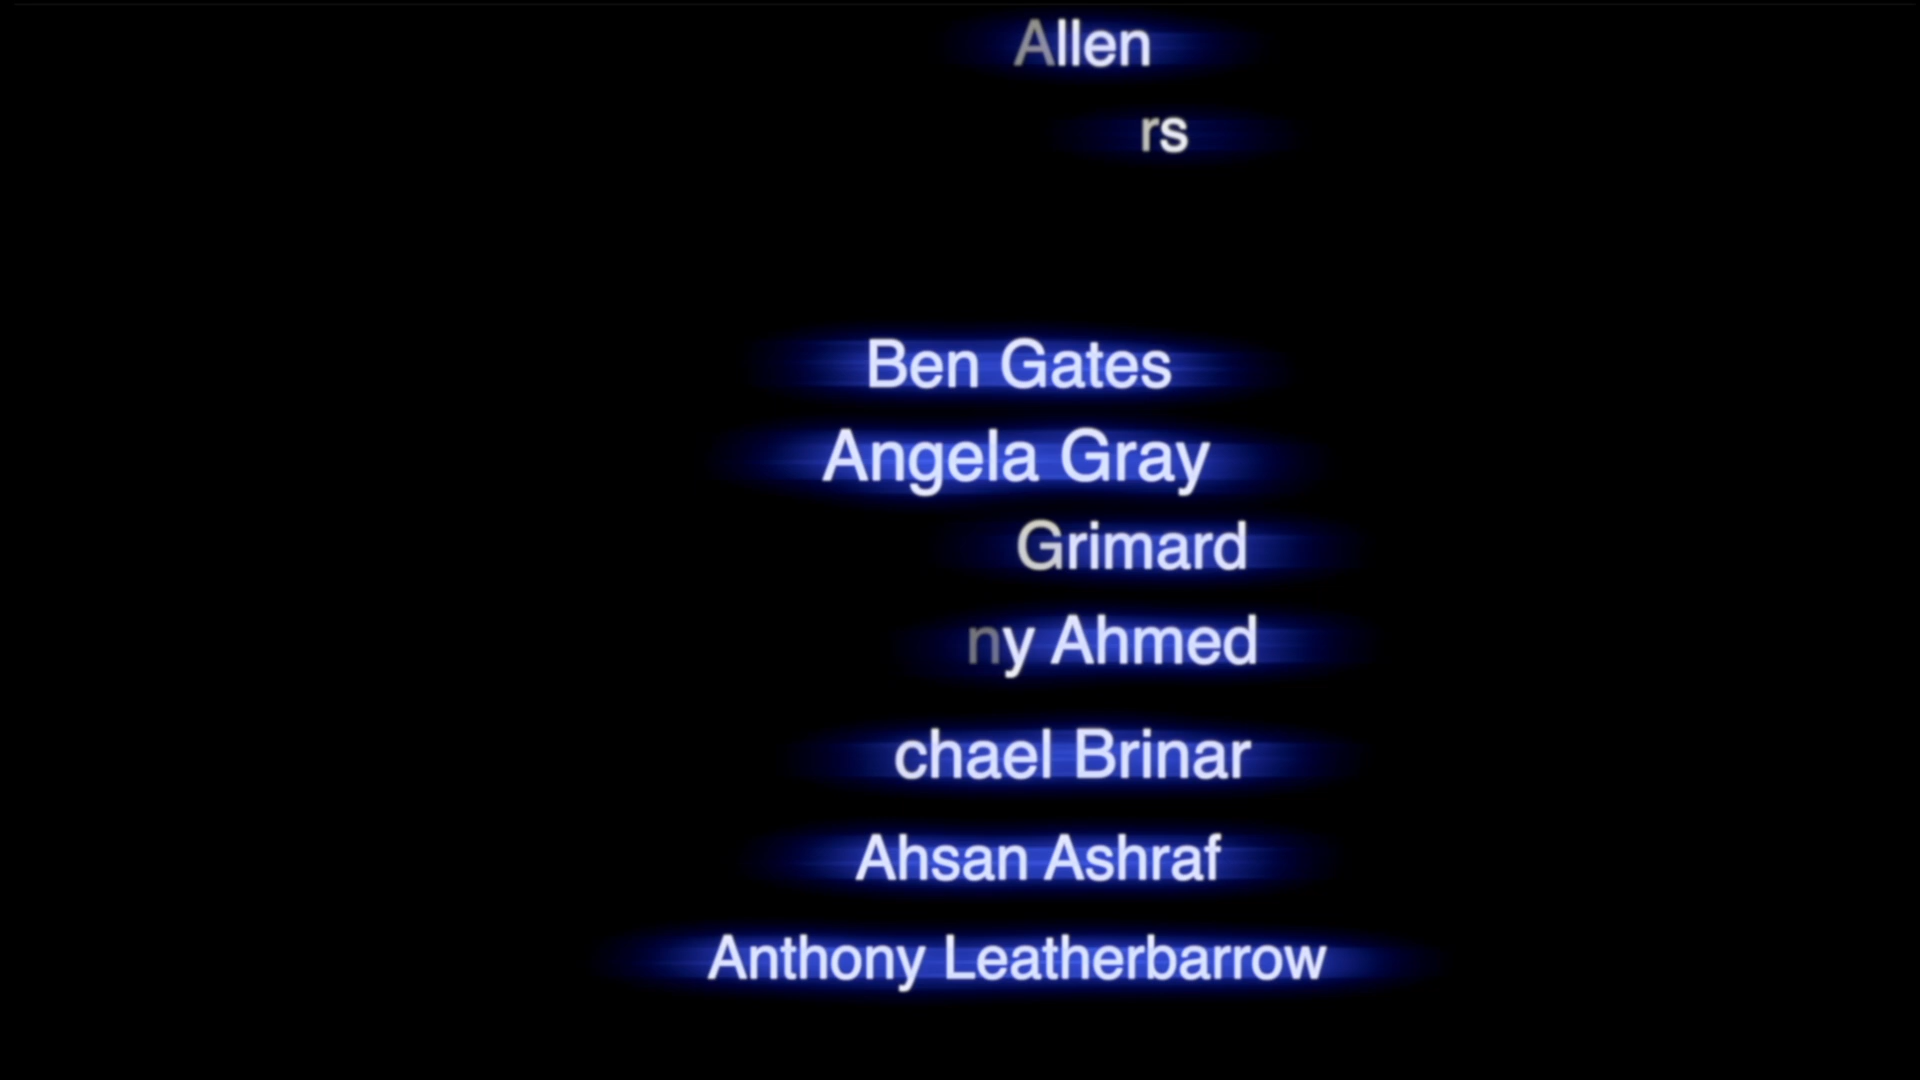 Allen
rs
Ben Gates
Angela Gray
Grimard
ny Ahmed
chael Brinar
Ahsan Ashraf
Anthony Leatherbarrow